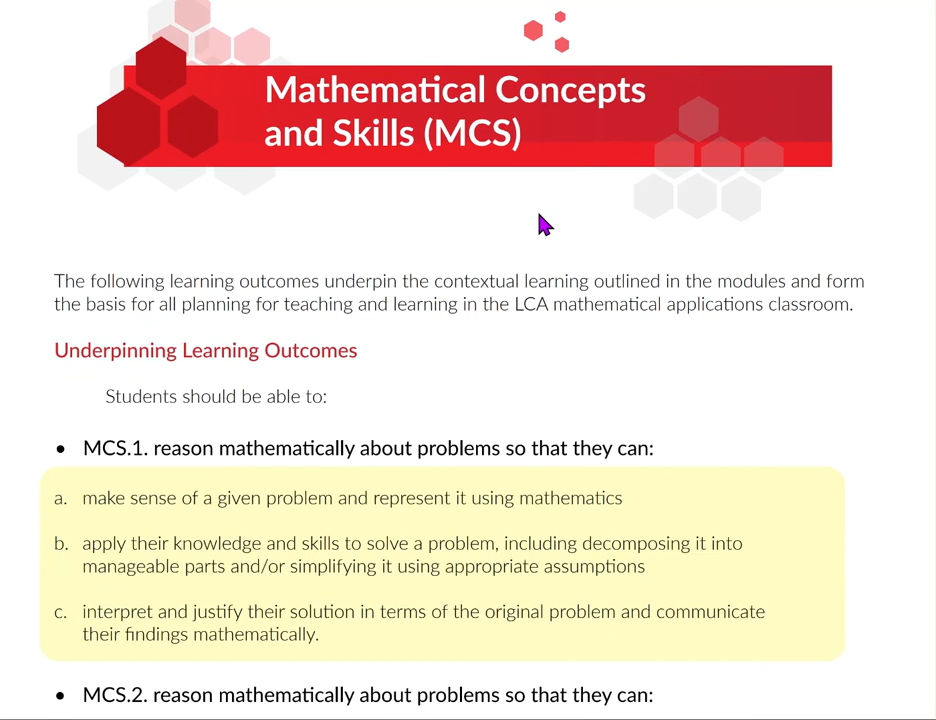 Mathematical Concepts
and Skills (MCS)
The following learning outcomes underpin the contextual learning outlined in the modules and form
the basis for all planning for teaching and learning in the LCA mathematical applications classroom.
Underpinning Learning Outcomes
Students should be able to:
• MCS.1. reason mathematically about problems so that they can:
a. make sense of a given problem and represent it using mathematics
b. apply their knowledge and skills to solve a problem, including decomposing it into
manageable parts and/or simplifying it using appropriate assumptions
c. interpret and justify their solution in terms of the original problem and communicate
their findings mathematically.
• MCS.2. reason mathematically about problems so that they can: